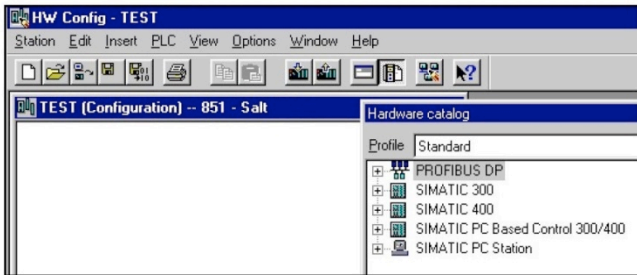 HW Config - TEST
Station Edit Insert PLC View Options Window Help
TEST (Configuration) -- 851 - Salt
Hardware catalog
Profile Standard
PROFIBUS DP
SIMATIC 300
SIMATIC 400
SIMATIC PC Based Control 300/400
SIMATIC PC Station